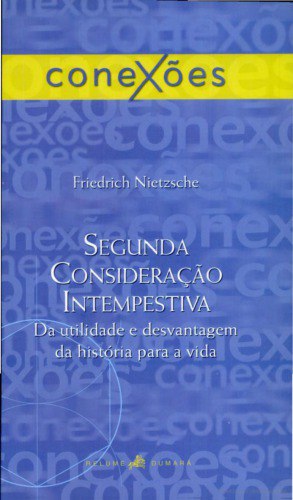 coneXões
Friedrich Nietzsche
SEGUNDA
CONSIDERAÇÃO
INTEMPESTIVA
Da utilidade e desvantagem
da história para a vida
RELUME DUMARÁ